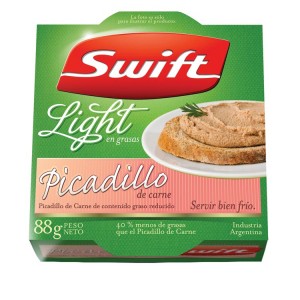 La foto es sólo
para ilustrar el producto
Swift
Light
en grasas
Picadillo
de carne
Picadillo de Carne de contenido graso reducido
Servir bien frío.
88g PESO NETO
40 % menos de grasas
que el Picadillo de Carne
Industria
Argentina